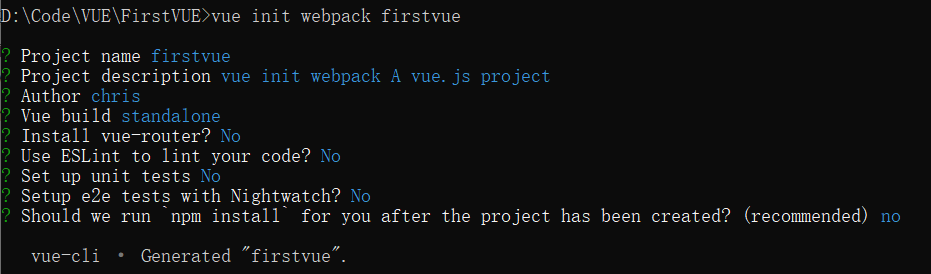 D:\Code\VUE\FirstVUE>vue init webpack firstvue
? Project name firstvue
? Project description vue init webpack A vue.js project
? Author chris
? Vue build standalone
? Install vue-router? No
? Use ESLint to lint your code? No
? Set up unit tests No
? Setup e2e tests with Nightwatch? No
? Should we run `npm install` for you after the project has been created? (recommended) no
vue-cli · Generated "firstvue".